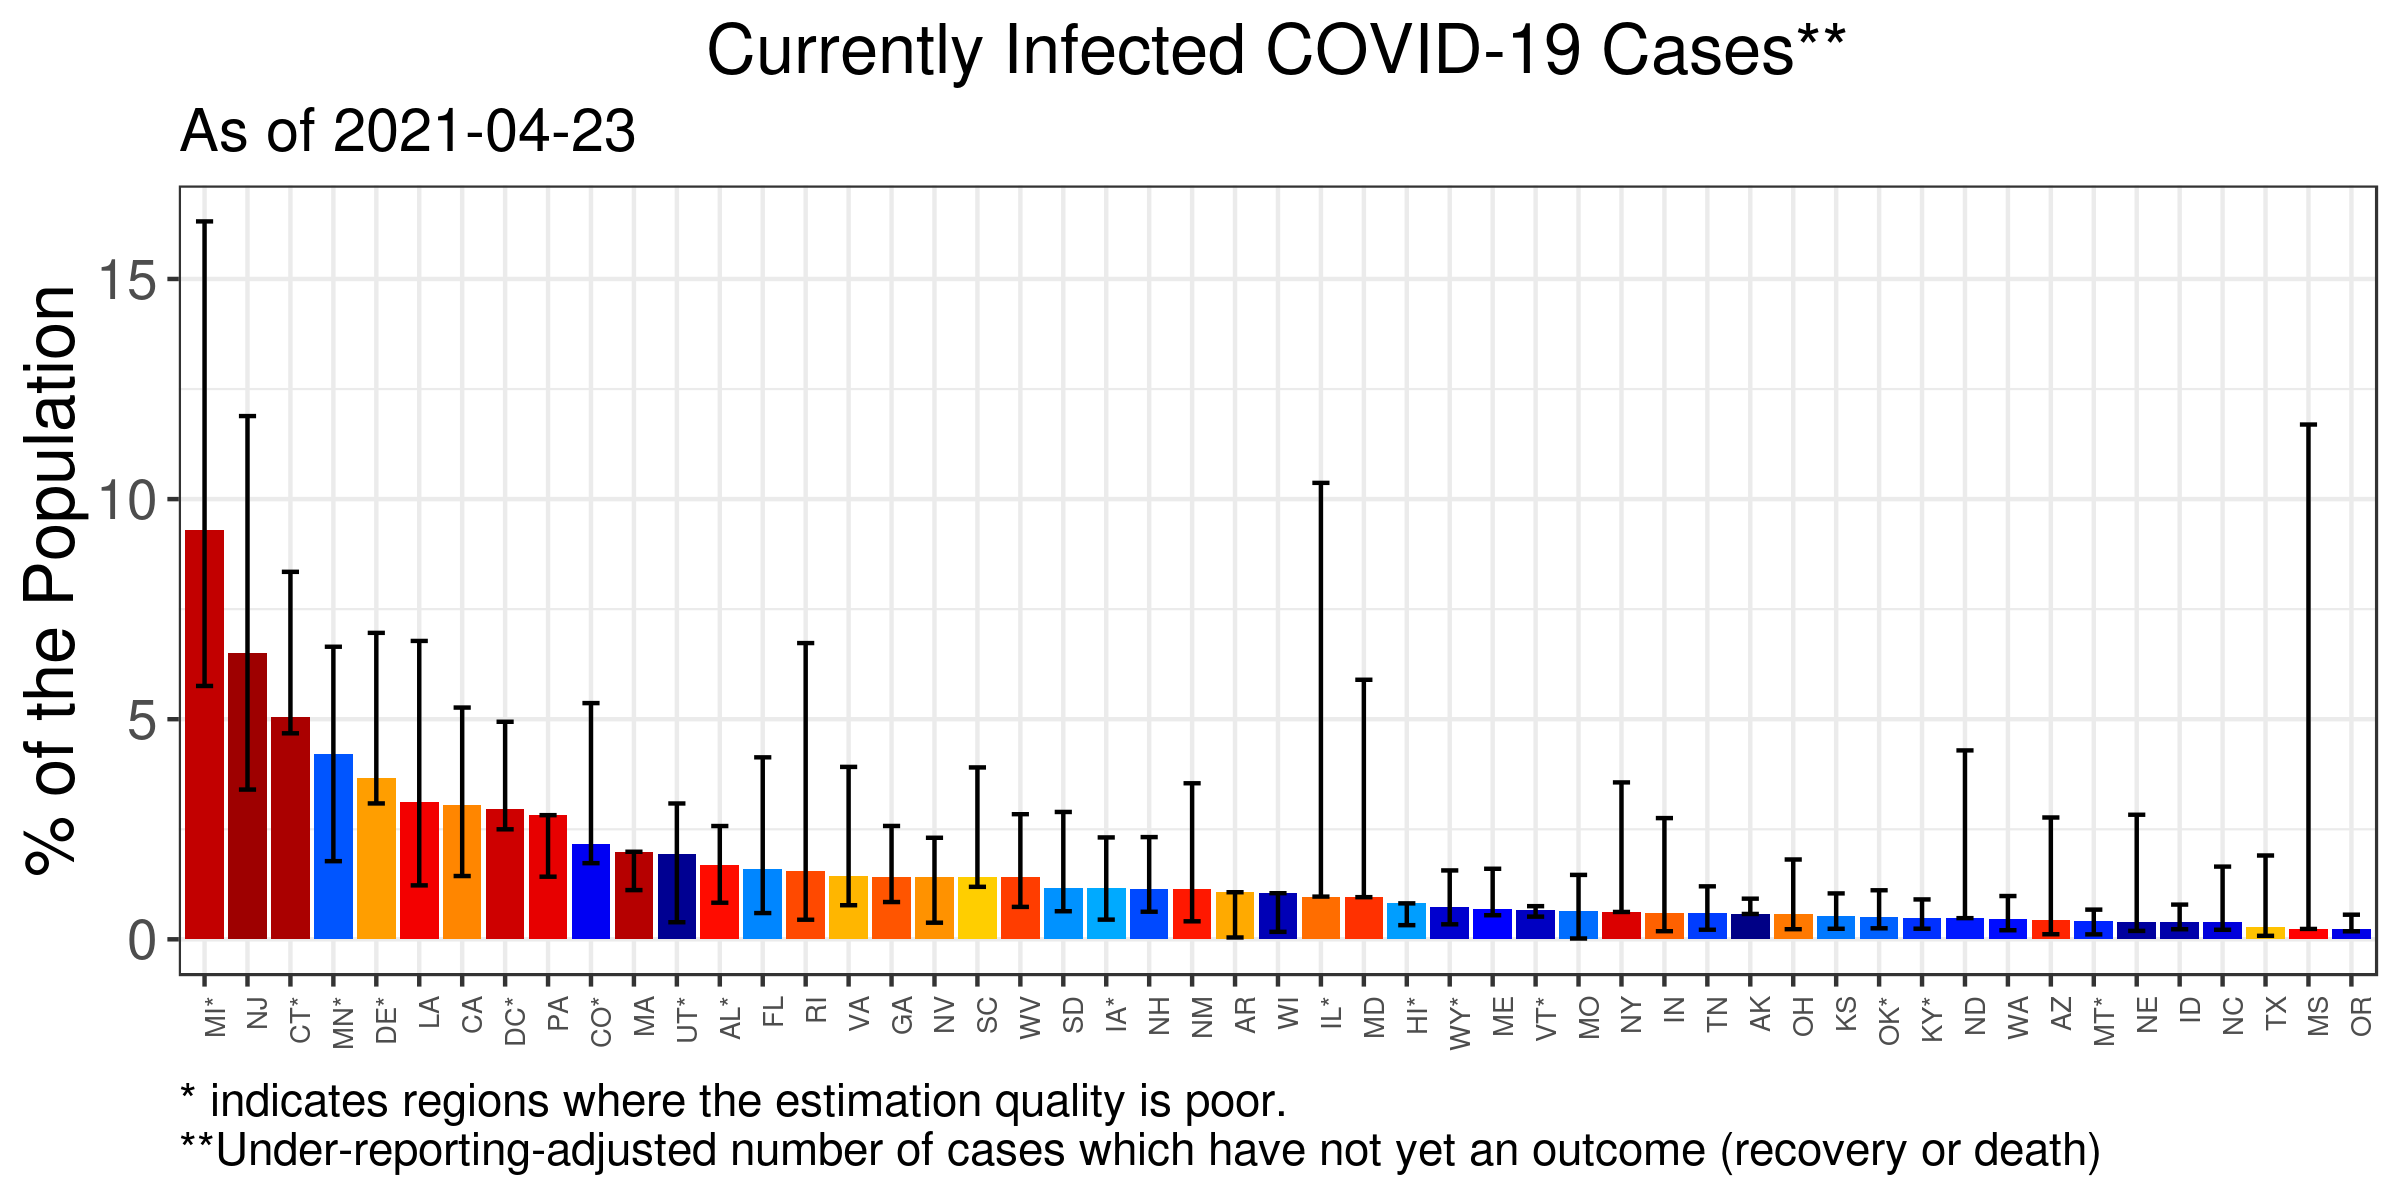 Currently Infected COVID-19 Cases**
As of 2021-04-23
% of the Population
15
10
5
0
MI* NJ CT* MN* DE* LA CA DC* PA CO* MA UT* AL* FL RI VA GA NV SC WV SD IA* NH NM AR WI IL* MD HI* WY* ME VT* MO NY IN TN AK OH KS OK* KY* ND WA AZ MT* NE ID NC TX MS OR
* indicates regions where the estimation quality is poor.
**Under-reporting-adjusted number of cases which have not yet an outcome (recovery or death)